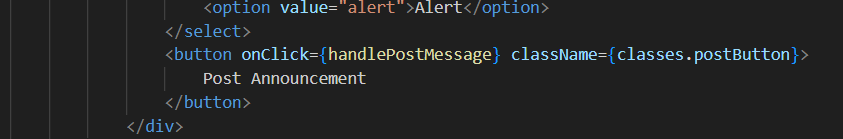 <option value="alert">Alert</option>
</select>
<button onClick={handlePostMessage} className={classes.postButton}>
Post Announcement
</button>
</div>